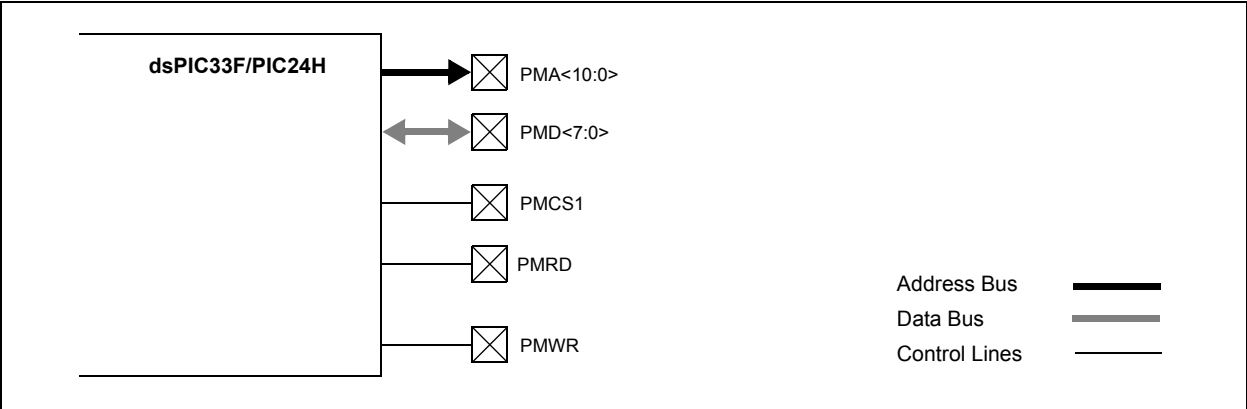 dsPIC33F/PIC24H
PMA<10:0>
PMD<7:0>
PMCS1
PMRD
PMWR
Address Bus
Data Bus
Control Lines